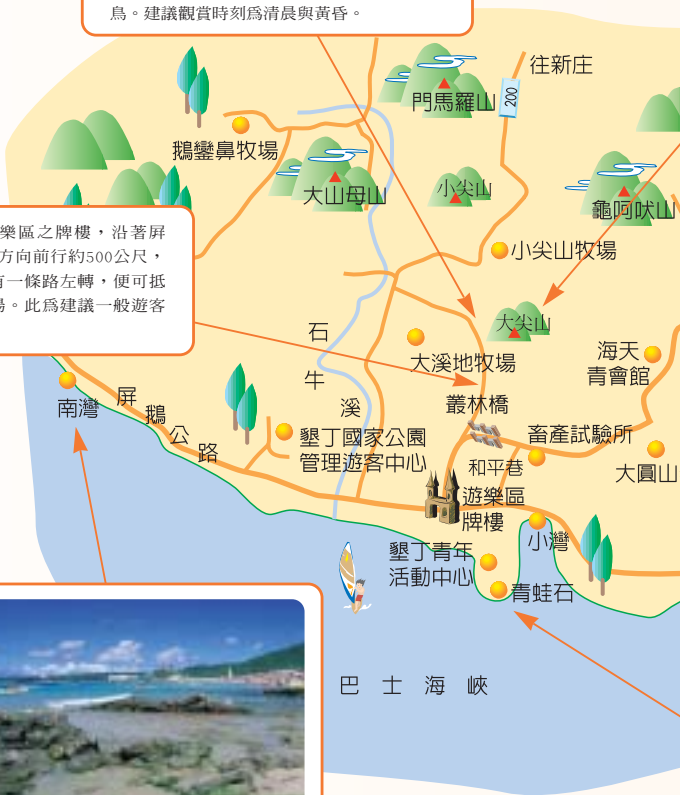 鳥。建議觀賞時刻爲清晨與黃昏。
往新庄
200
門馬羅山
鵝鑾鼻牧場
大山母山
小尖山
龜阿吠山
樂區之牌樓，沿著屏
方向前行約500公尺，
有一條路左轉，便可抵
場。此爲建議一般遊客
小尖山牧場
大尖山
石牛溪
大溪地牧場
海天
青會館
南灣
屏鵝公路
叢林橋
墾丁國家公園
管理遊客中心
畜產試驗所
和平巷
大圓山
遊樂區
牌樓
小灣
墾丁青年
活動中心
青蛙石
巴士海峽